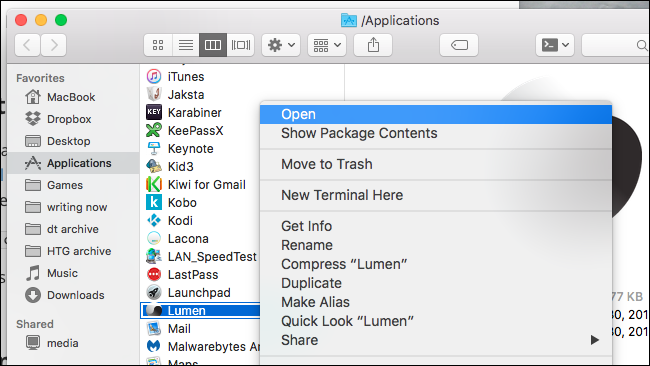 /Applications
Favorites
MacBook
Dropbox
Desktop
Applications
Games
writing now
dt archive
HTG archive
Music
Downloads
Shared
media
iTunes
Jaksta
KEY
Karabiner
KeePassX
Keynote
Kid3
Kiwi for Gmail
Kobo
Kodi
Lacona
LAN_SpeedTest
LastPass
Launchpad
Lumen
Mail
Malwarebytes An
Maps
Open
Show Package Contents
Move to Trash
New Terminal Here
Get Info
Rename
Compress “Lumen”
Duplicate
Make Alias
Quick Look “Lumen”
Share
77 KB
30, 201
30, 201